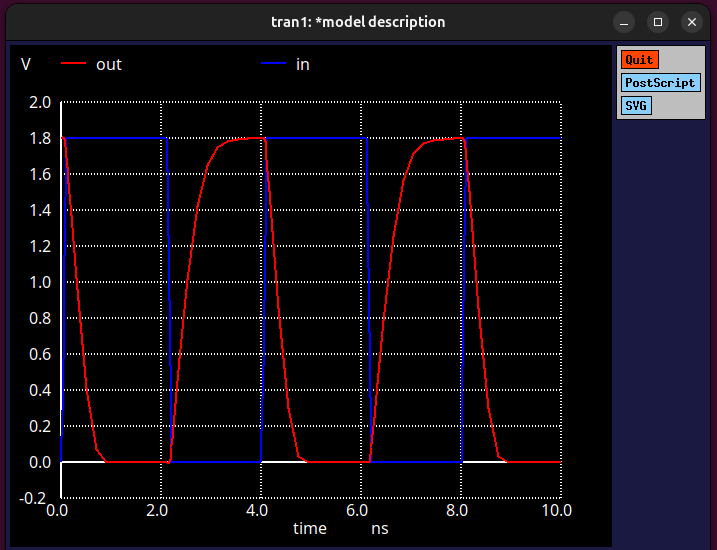 tran1: *model description
Quit
PostScript
SVG
V out in
2.0
1.8
1.6
1.4
1.2
1.0
0.8
0.6
0.4
0.2
0.0
-0.2
0.0 2.0 4.0 6.0 8.0 10.0
time ns